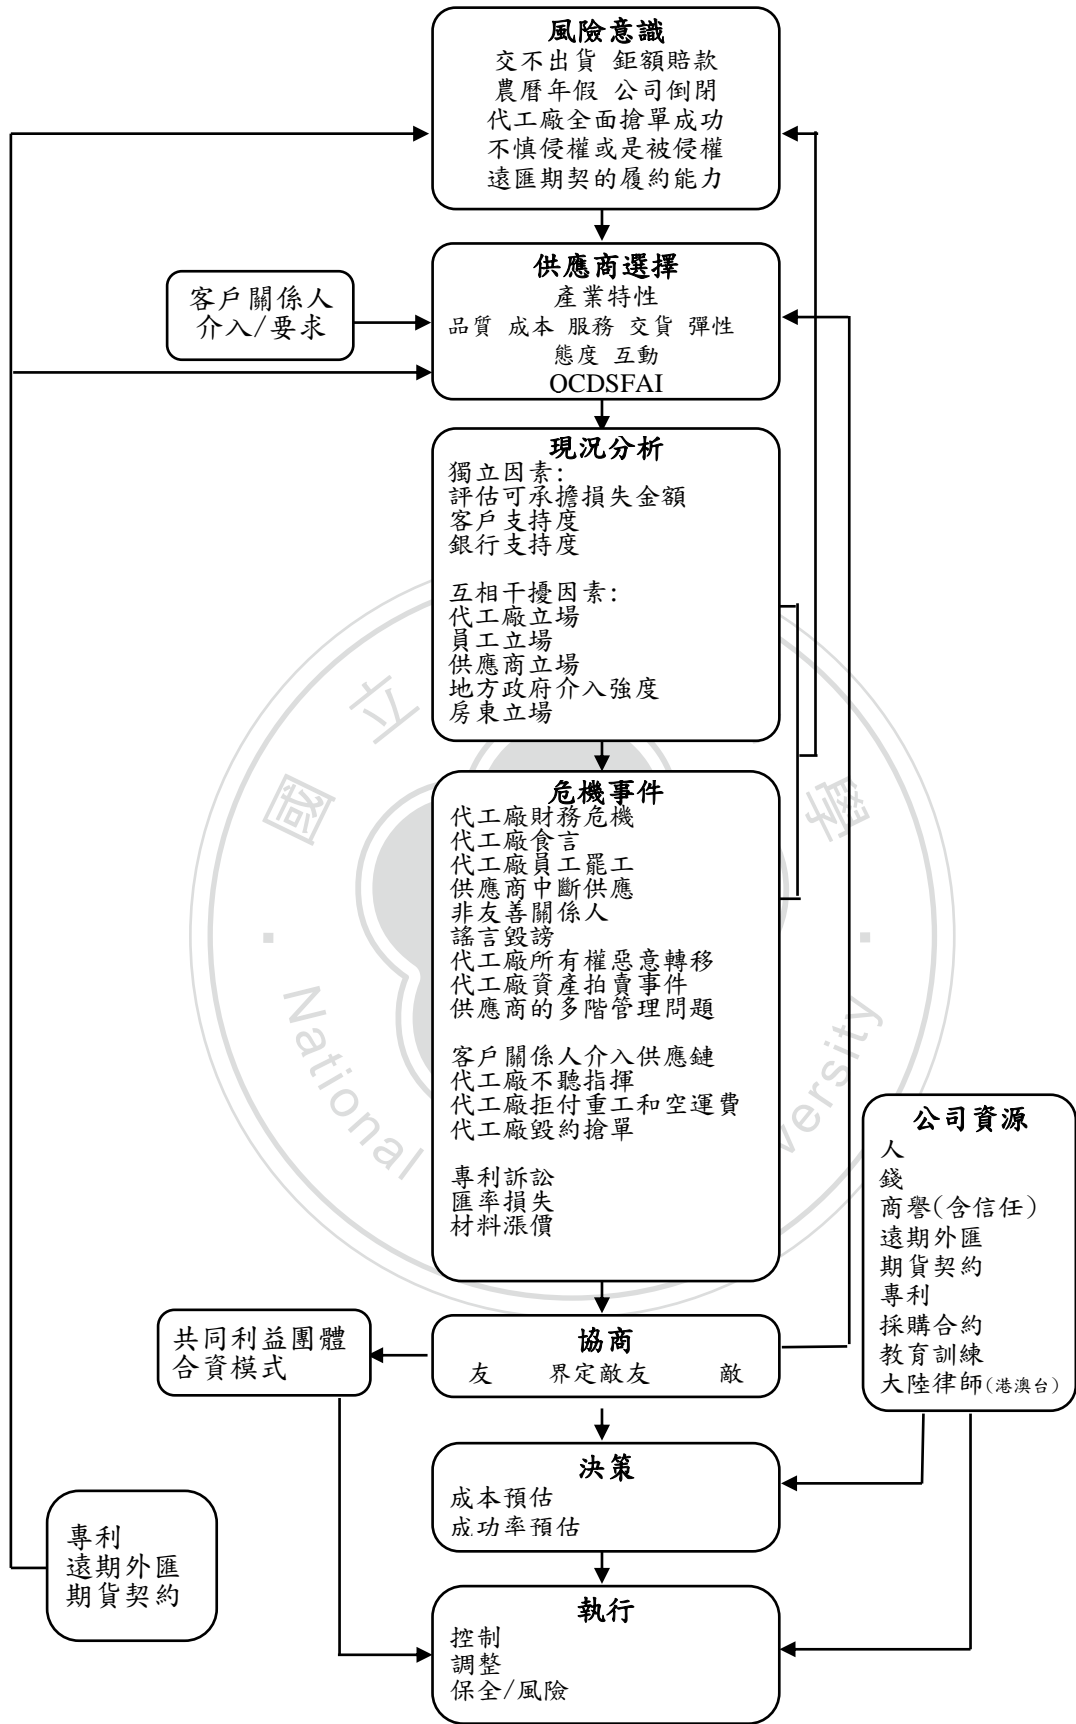 風險意識
交不出貨 鉅額賠款
農曆年假 公司倒閉
代工廠全面搶單成功
不慎侵權或是被侵權
遠匯期契的履約能力
供應商選擇
產業特性
品質 成本 服務 交貨 彈性
態度 互動
OCDSFAI
客戶關係人
介入/要求
現況分析
獨立因素:
評估可承擔損失金額
客戶支持度
銀行支持度
互相干擾因素:
代工廠立場
員工立場
供應商立場
地方政府介入強度
房東立場
危機事件
代工廠財務危機
代工廠食言
代工廠員工罷工
供應商中斷供應
非友善關係人
謠言毀謗
代工廠所有權惡意轉移
代工廠資產拍賣事件
供應商的多階管理問題
客戶關係人介入供應鏈
代工廠不聽指揮
代工廠拒付重工和空運費
代工廠毀約搶單
專利訴訟
匯率損失
材料漲價
公司資源
人
錢
商譽(含信任)
遠期外匯
期貨契約
專利
採購合約
教育訓練
大陸律師(港澳台)
共同利益團體
合資模式
協商
友 界定敵友 敵
決策
成本預估
成功率預估
專利
遠期外匯
期貨契約
執行
控制
調整
保全/風險
國 立 學
National versity